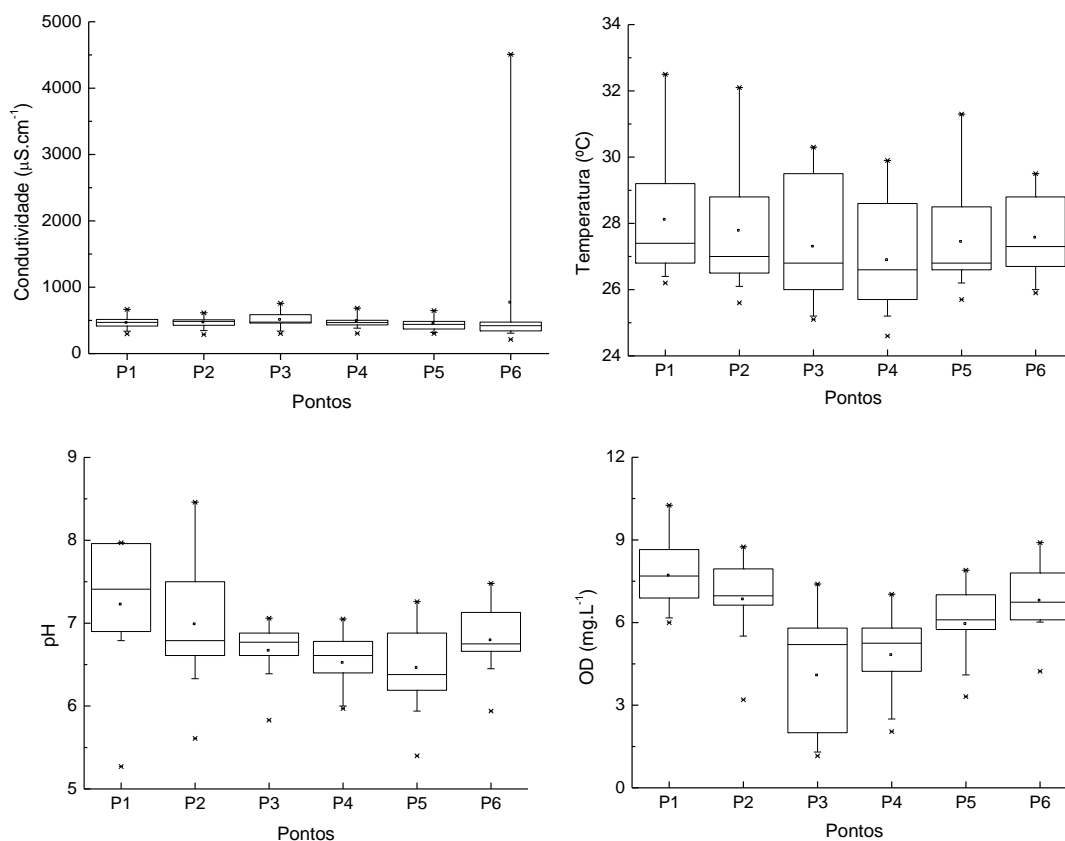 5000
4000
3000
2000
1000
0
Condutividade (μS.cm-1)
P1 P2 P3 P4 P5 P6
Pontos
34
32
30
28
26
24
Temperatura (ºC)
P1 P2 P3 P4 P5 P6
Pontos
9
8
7
6
5
pH
P1 P2 P3 P4 P5 P6
Pontos
12
9
6
3
0
OD (mg.L-1)
P1 P2 P3 P4 P5 P6
Pontos